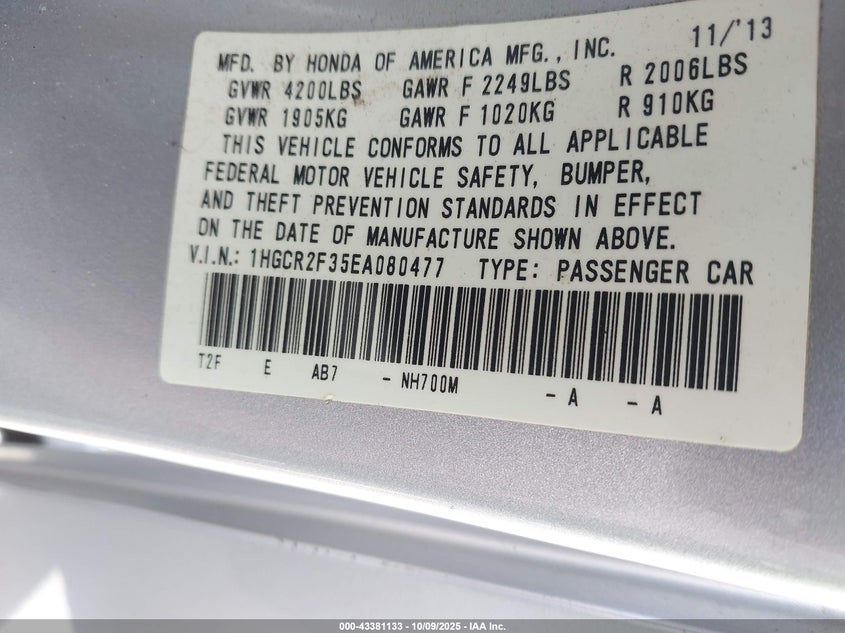 MFD. BY HONDA OF AMERICA MFG., INC. 11/'13
GVWR 4200LBS GAWR F 2249LBS R 2006LBS
GVWR 1905KG GAWR F 1020KG R 910KG
THIS VEHICLE CONFORMS TO ALL APPLICABLE
FEDERAL MOTOR VEHICLE SAFETY, BUMPER,
AND THEFT PREVENTION STANDARDS IN EFFECT
ON THE DATE OF MANUFACTURE SHOWN ABOVE.
V.I.N.: 1HGCR2F35EA080477 TYPE: PASSENGER CAR
T2F E AB7 - NH700M - A - A
000-43381133 - 10/09/2025 - IAA Inc.